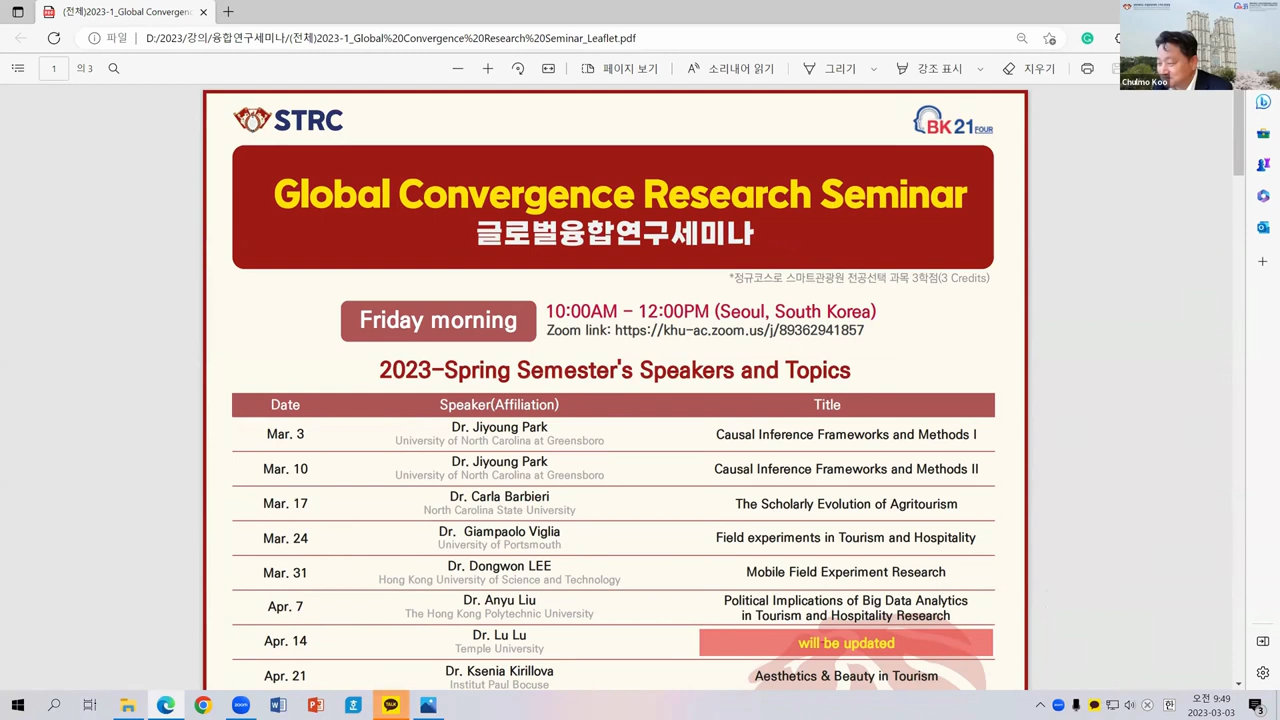 (전체)2023-1_Global Convergenc
파일
D:/2023/강의/융합연구세미나/(전체)2023-1_Global%20Convergence%20Research%20Seminar_Leaflet.pdf
1
의 3
페이지 보기
소리내어 읽기
그리기
강조 표시
지우기
Chulmo Koo
STRC
BK 21 FOUR
Global Convergence Research Seminar
글로벌융합연구세미나
*정규코스로 스마트관광원 전공선택 과목 3학점(3 Credits)
Friday morning
10:00AM - 12:00PM (Seoul, South Korea)
Zoom link: https://khu-ac.zoom.us/j/89362941857
2023-Spring Semester's Speakers and Topics
Date Speaker(Affiliation) Title
Mar. 3 Dr. Jiyoung Park Causal Inference Frameworks and Methods I
University of North Carolina at Greensboro
Mar. 10 Dr. Jiyoung Park Causal Inference Frameworks and Methods II
University of North Carolina at Greensboro
Mar. 17 Dr. Carla Barbieri The Scholarly Evolution of Agritourism
North Carolina State University
Mar. 24 Dr. Giampaolo Viglia Field experiments in Tourism and Hospitality
University of Portsmouth
Mar. 31 Dr. Dongwon LEE Mobile Field Experiment Research
Hong Kong University of Science and Technology
Apr. 7 Dr. Anyu Liu Political Implications of Big Data Analytics
The Hong Kong Polytechnic University in Tourism and Hospitality Research
Apr. 14 Dr. Lu Lu will be updated
Temple University
Apr. 21 Dr. Ksenia Kirillova Aesthetics & Beauty in Tourism
Institut Paul Bocuse
zoom
TALK
한
오전 9:49
2023-03-03
3